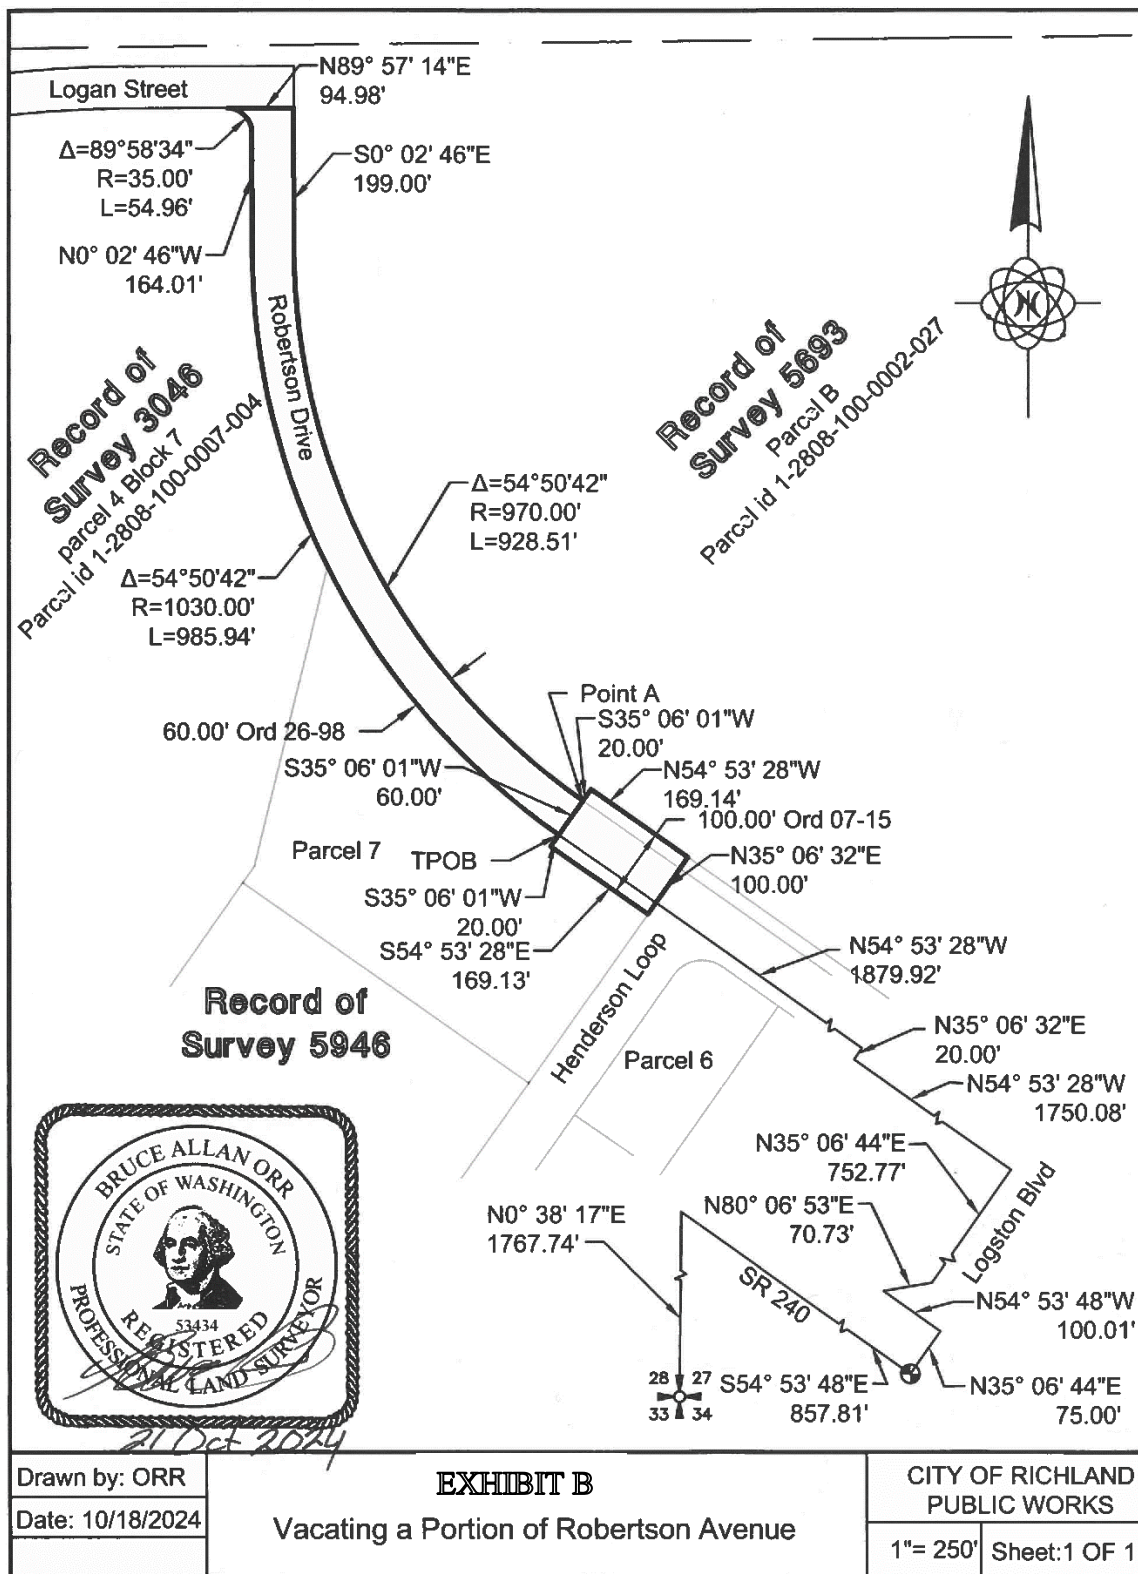 Logan Street
N89° 57' 14"E
94.98'
Δ=89°58'34"
R=35.00'
L=54.96'
S0° 02' 46"E
199.00'
N0° 02' 46"W
164.01'
Robertson Drive
N
Record of
Survey 3046
parcel 4 Block 7
Parcel id 1-2808-100-0007-004
Record of
Survey 5693
Parcel B
Parcel id 1-2808-100-0002-027
Δ=54°50'42"
R=970.00'
L=928.51'
Δ=54°50'42"
R=1030.00'
L=985.94'
60.00' Ord 26-98
Point A
S35° 06' 01"W
20.00'
S35° 06' 01"W
60.00'
N54° 53' 28"W
169.14'
100.00' Ord 07-15
Parcel 7
TPOB
N35° 06' 32"E
100.00'
S35° 06' 01"W
20.00'
S54° 53' 28"E
169.13'
Henderson Loop
N54° 53' 28"W
1879.92'
Record of
Survey 5946
Parcel 6
N35° 06' 32"E
20.00'
N54° 53' 28"W
1750.08'
N35° 06' 44"E
752.77'
Logston Blvd
N80° 06' 53"E
70.73'
N0° 38' 17"E
1767.74'
SR 240
N54° 53' 48"W
100.01'
28 27
33 34
S54° 53' 48"E
857.81'
N35° 06' 44"E
75.00'
BRUCE ALLAN ORR
STATE OF WASHINGTON
53434
REGISTERED
PROFESSIONAL LAND SURVEYOR
21 Oct 2024
Drawn by: ORR
Date: 10/18/2024
EXHIBIT B
Vacating a Portion of Robertson Avenue
CITY OF RICHLAND
PUBLIC WORKS
1"= 250'
Sheet:1 OF 1